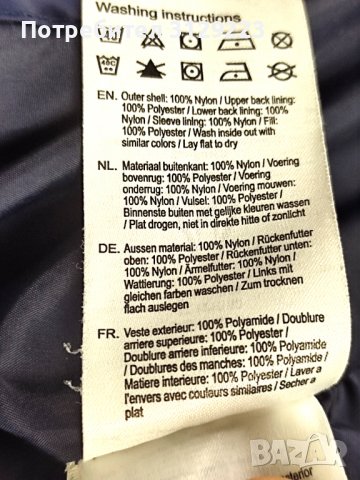 Washing instructions
Потребител 3129223
EN. Outer shell: 100% Nylon / Upper back lining:
100% Polyester / Lower back lining: 100%
Nylon / Sleeve lining: 100% Nylon / Fill:
100% Polyester / Wash inside out with
similar colors / Lay flat to dry
NL. Materiaal buitenkant: 100% Nylon / Voering
bovenrug: 100% Polyester / Voering
onderrug: 100% Nylon / Voering mouwen:
100% Nylon / Vulsel: 100% Polyester /
Binnenste buiten met gelijke kleuren wassen
/ Plat drogen, niet in direkte hitte of zonlicht
DE. Aussen material: 100% Nylon / Rückenfutter
oben: 100% Polyester / Rückenfutter unten:
100% Nylon / Ärmelfutter: 100% Nylon /
Wattierung: 100% Polyester / Links mit
gleichen farben waschen / Zum trocknen
flach auslegen
FR. Veste exterieur: 100% Polyamide / Doublure
arriere superieure: 100% Polyester /
Doublure arriere inferieure: 100% Polyamide
/ Doublures des manches: 100% Polyamide /
Matiere interieure: 100% Polyester / Laver a
l'envers avec couleurs similaires / Secher a
plat
BAZAR